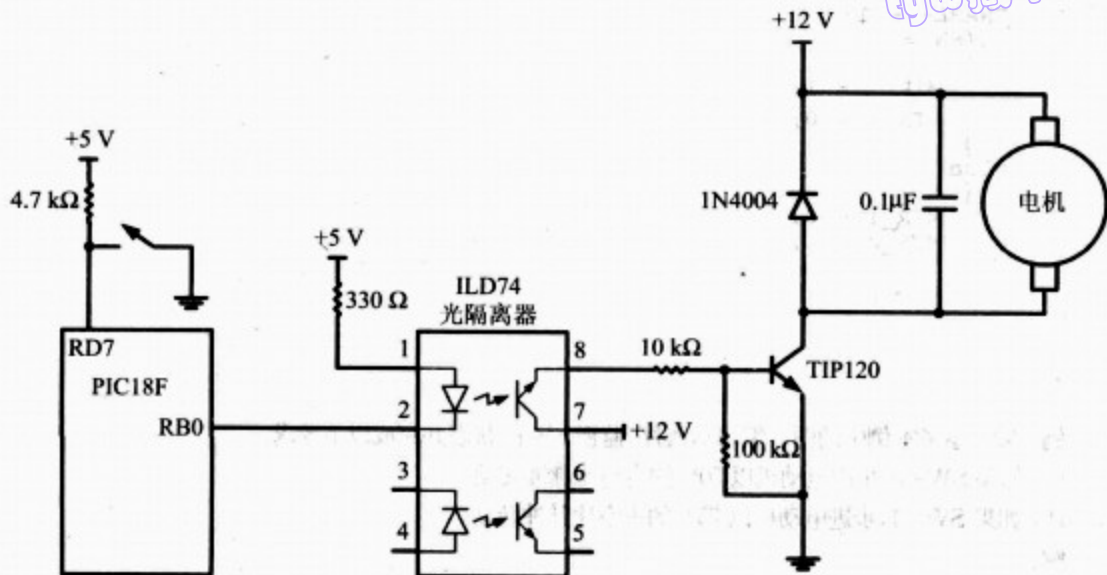 +12 V
+5 V
4.7 kΩ
1N4004
0.1μF
电机
+5 V
330 Ω
ILD74
光隔离器
RD7
PIC18F
RB0
1
2
3
4
8
7
6
5
10 kΩ
TIP120
+12 V
100 kΩ